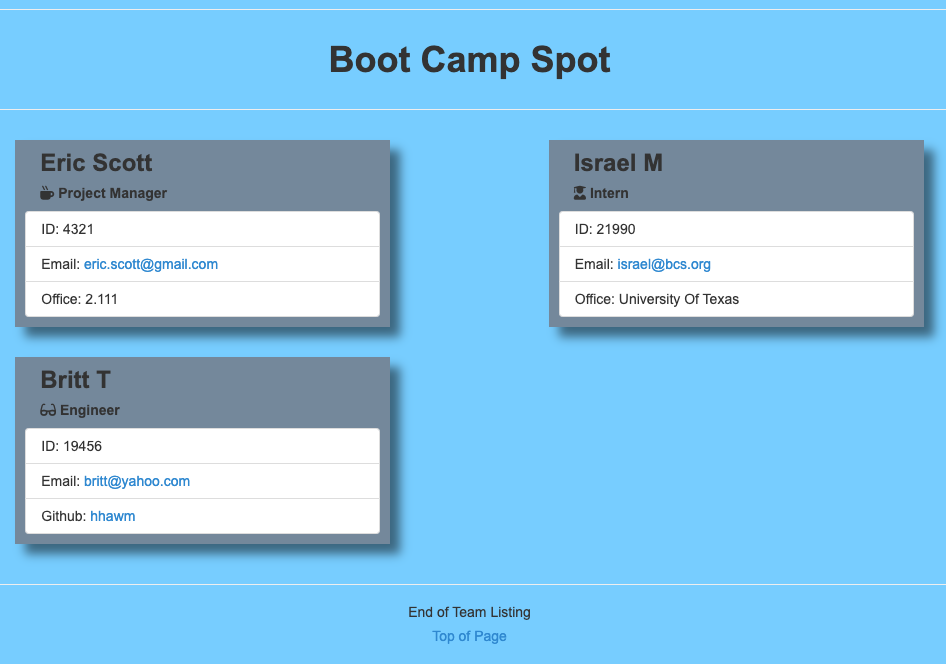 Boot Camp Spot
Eric Scott
Project Manager
ID: 4321
Email: eric.scott@gmail.com
Office: 2.111
Israel M
Intern
ID: 21990
Email: israel@bcs.org
Office: University Of Texas
Britt T
Engineer
ID: 19456
Email: britt@yahoo.com
Github: hhawm
End of Team Listing
Top of Page